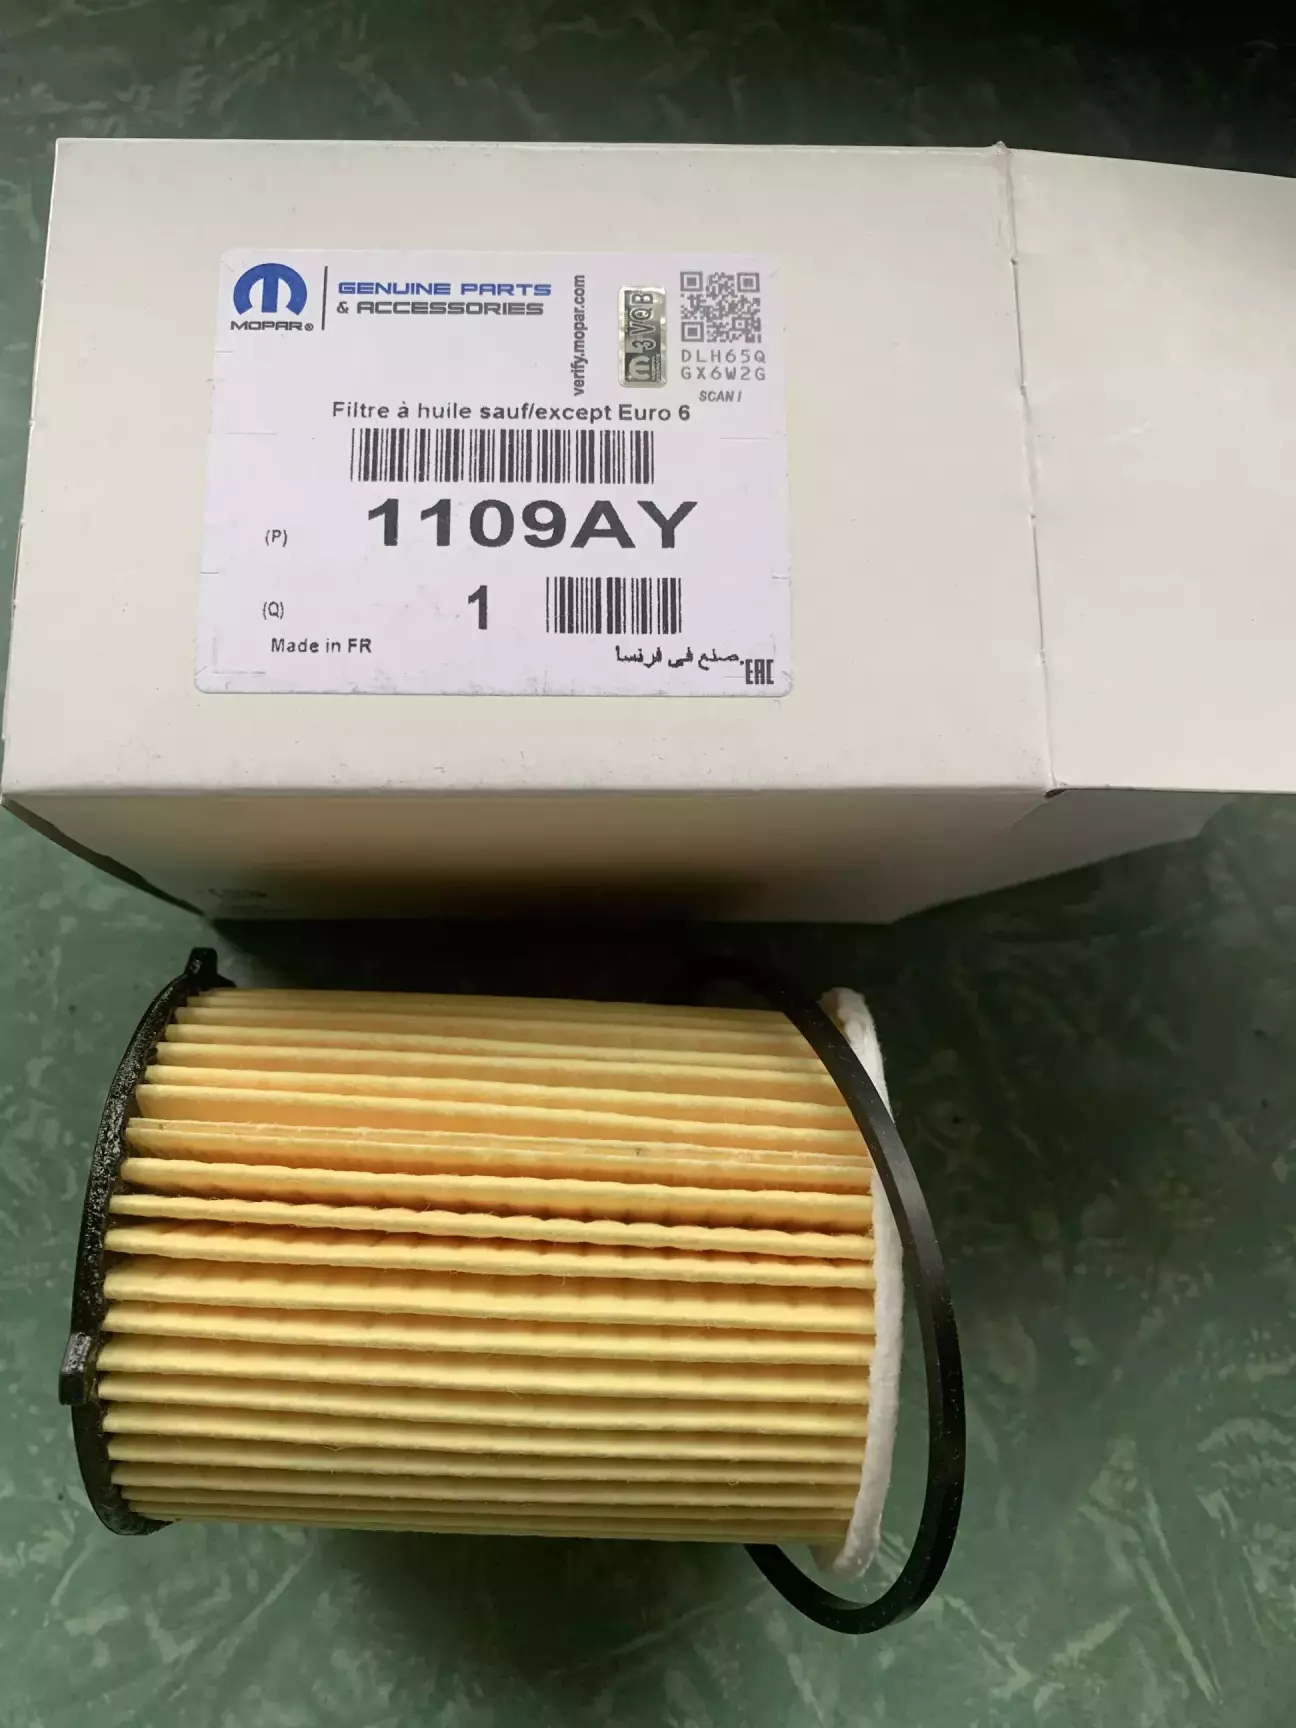 MOPAR®
GENUINE PARTS
& ACCESSORIES
verify.mopar.com
3VQB
DLH65Q
GX6W2G
SCAN !
Filtre à huile sauf/except Euro 6
(P)
1109AY
(Q)
1
Made in FR
صنع في فرنسا
EAC